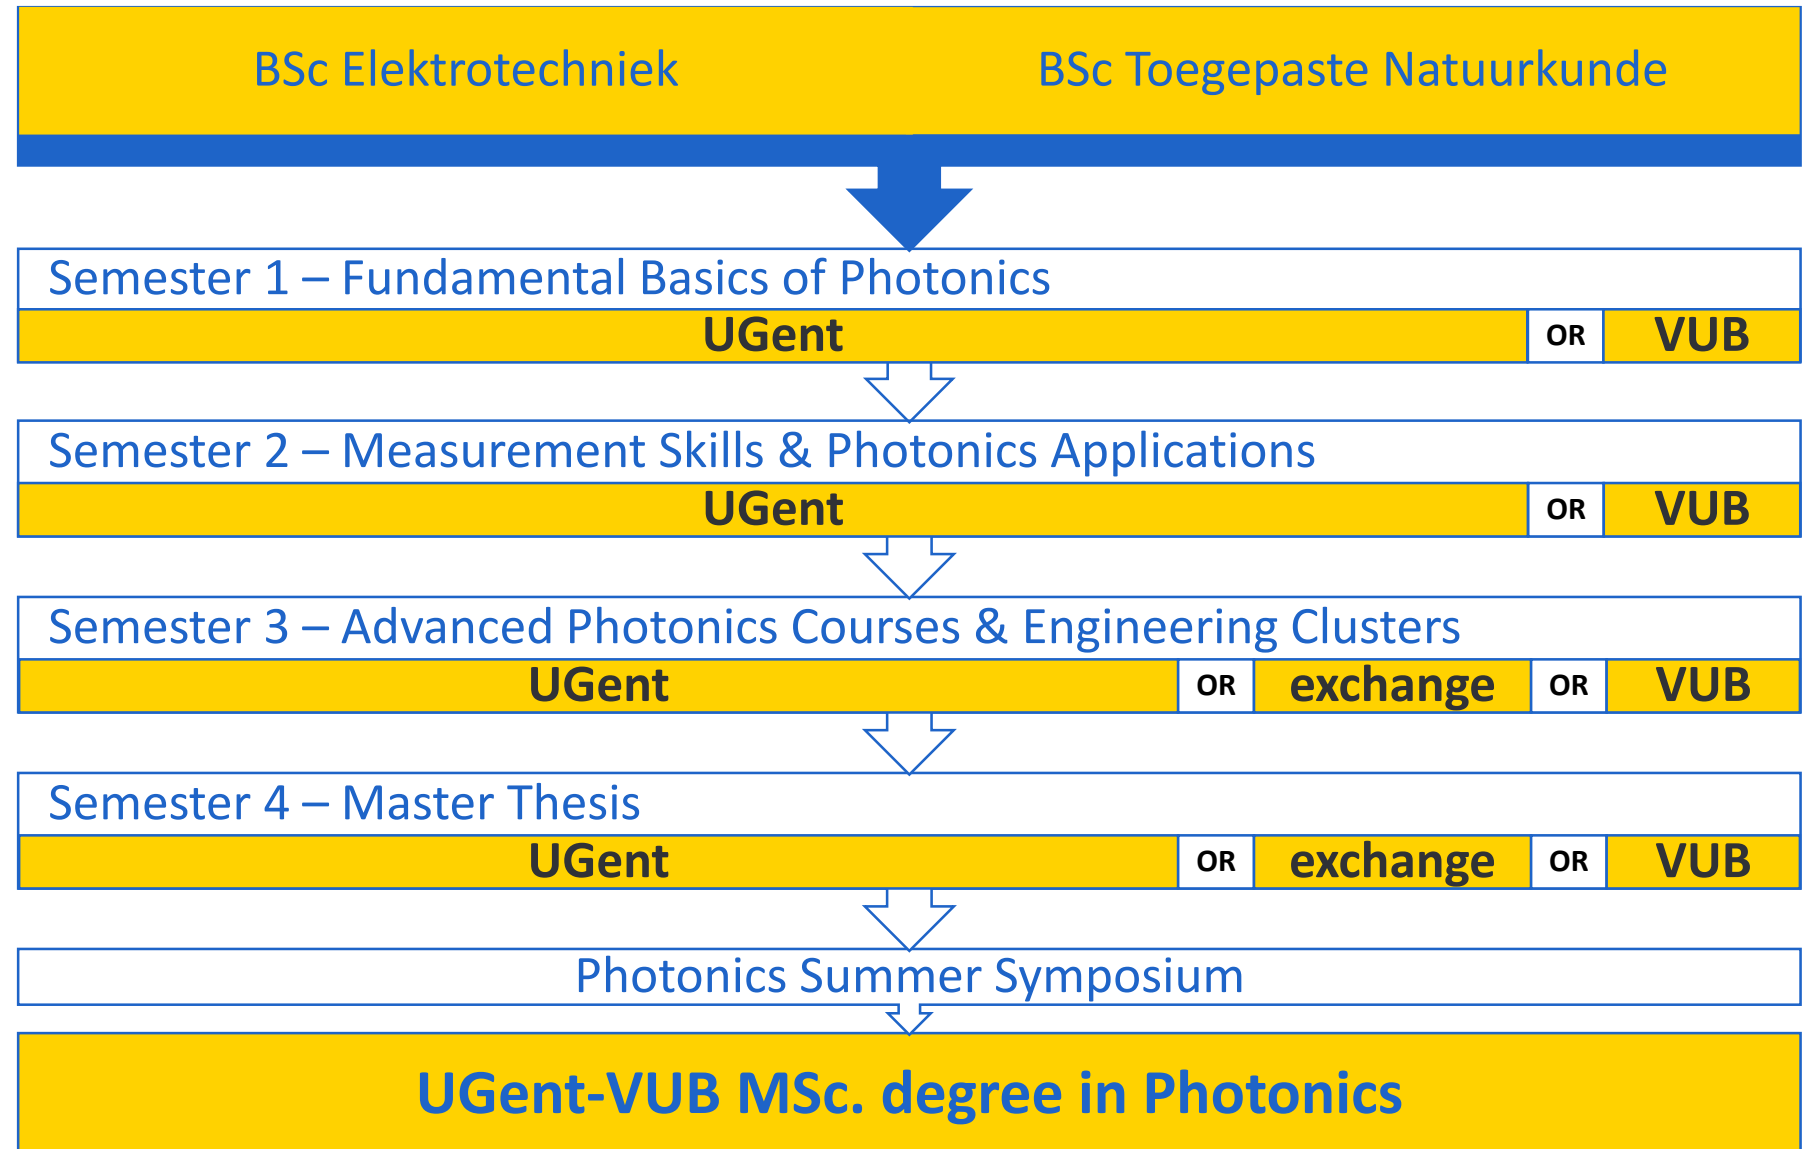 BSc Elektrotechniek BSc Toegepaste Natuurkunde
Semester 1 – Fundamental Basics of Photonics
UGent OR VUB
Semester 2 – Measurement Skills & Photonics Applications
UGent OR VUB
Semester 3 – Advanced Photonics Courses & Engineering Clusters
UGent OR exchange OR VUB
Semester 4 – Master Thesis
UGent OR exchange OR VUB
Photonics Summer Symposium
UGent-VUB MSc. degree in Photonics